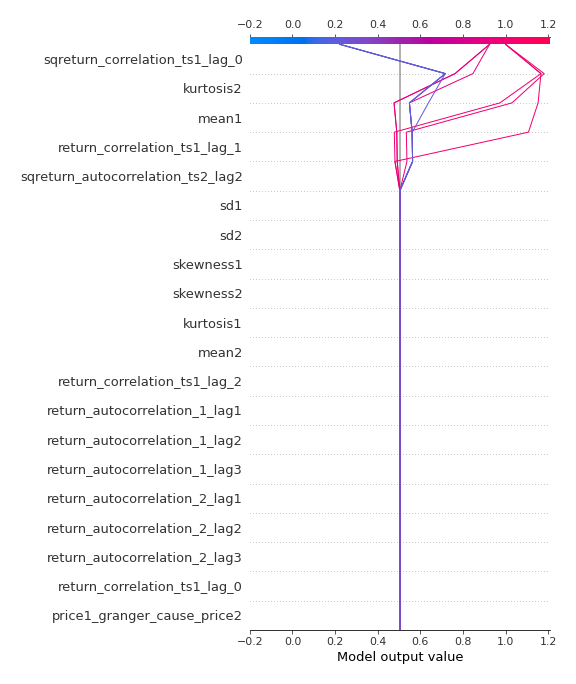 −0.2 0.0 0.2 0.4 0.6 0.8 1.0 1.2
sqreturn_correlation_ts1_lag_0
kurtosis2
mean1
return_correlation_ts1_lag_1
sqreturn_autocorrelation_ts2_lag2
sd1
sd2
skewness1
skewness2
kurtosis1
mean2
return_correlation_ts1_lag_2
return_autocorrelation_1_lag1
return_autocorrelation_1_lag2
return_autocorrelation_1_lag3
return_autocorrelation_2_lag1
return_autocorrelation_2_lag2
return_autocorrelation_2_lag3
return_correlation_ts1_lag_0
price1_granger_cause_price2
−0.2 0.0 0.2 0.4 0.6 0.8 1.0 1.2
Model output value